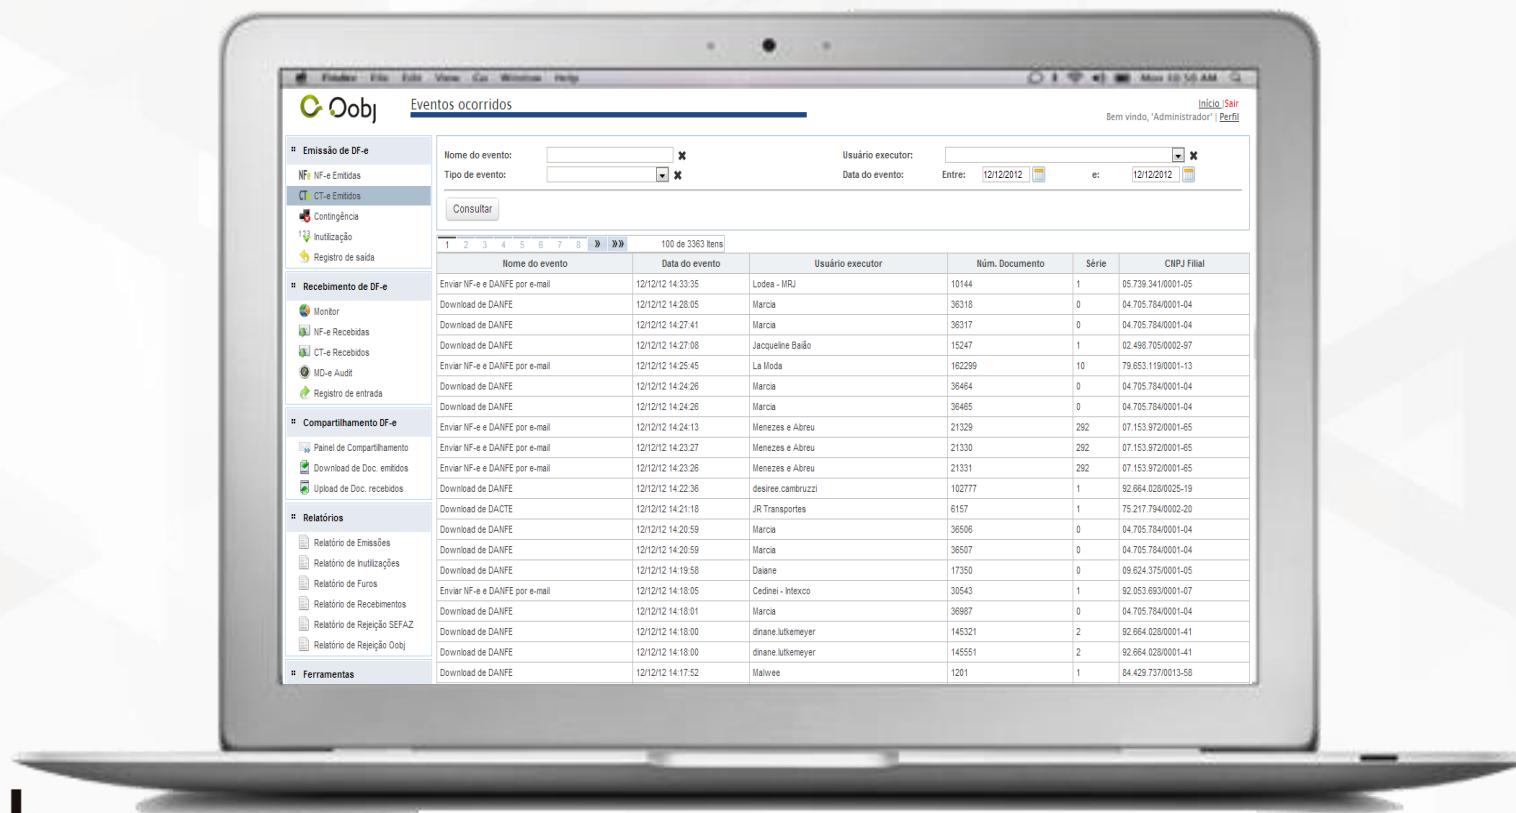 Finder File Edit View Go Window Help Mon 10:50 AM
Oobj
Eventos ocorridos
Início |Sair
Bem vindo, 'Administrador' | Perfil
Emissão de DF-e
NFe NF-e Emitidas
CT CT-e Emitidos
Contingência
123 Inutilização
Registro de saída
Recebimento de DF-e
Monitor
NF-e Recebidas
CT-e Recebidos
MD-e Audit
Registro de entrada
Compartilhamento DF-e
Painel de Compartilhamento
Download de Doc. emitidos
Upload de Doc. recebidos
Relatórios
Relatório de Emissões
Relatório de Inutilizações
Relatório de Furos
Relatório de Recebimentos
Relatório de Rejeição SEFAZ
Relatório de Rejeição Oobj
Ferramentas
Nome do evento: Usuário executor:
Tipo de evento: Data do evento: Entre: 12/12/2012 e: 12/12/2012
Consultar
1 2 3 4 5 6 7 8 » »» 100 de 3363 Itens
Nome do evento Data do evento Usuário executor Núm. Documento Série CNPJ Filial
Enviar NF-e e DANFE por e-mail 12/12/12 14:33:35 Lodea - MRJ 10144 1 05.739.341/0001-05
Download de DANFE 12/12/12 14:28:05 Marcia 36318 0 04.705.784/0001-04
Download de DANFE 12/12/12 14:27:41 Marcia 36317 0 04.705.784/0001-04
Download de DANFE 12/12/12 14:27:08 Jacqueline Baião 15247 1 02.498.705/0002-97
Enviar NF-e e DANFE por e-mail 12/12/12 14:25:45 La Moda 162299 10 79.653.119/0001-13
Download de DANFE 12/12/12 14:24:26 Marcia 36464 0 04.705.784/0001-04
Download de DANFE 12/12/12 14:24:26 Marcia 36465 0 04.705.784/0001-04
Enviar NF-e e DANFE por e-mail 12/12/12 14:24:13 Menezes e Abreu 21329 292 07.153.972/0001-65
Enviar NF-e e DANFE por e-mail 12/12/12 14:23:27 Menezes e Abreu 21330 292 07.153.972/0001-65
Enviar NF-e e DANFE por e-mail 12/12/12 14:23:26 Menezes e Abreu 21331 292 07.153.972/0001-65
Download de DANFE 12/12/12 14:22:36 desiree.cambruzzi 102777 1 92.664.028/0025-19
Download de DACTE 12/12/12 14:21:18 JR Transportes 6157 1 75.217.794/0002-20
Download de DANFE 12/12/12 14:20:59 Marcia 36506 0 04.705.784/0001-04
Download de DANFE 12/12/12 14:20:59 Marcia 36507 0 04.705.784/0001-04
Download de DANFE 12/12/12 14:19:58 Daiane 17350 0 09.624.375/0001-05
Enviar NF-e e DANFE por e-mail 12/12/12 14:18:05 Cedinei - Intexco 30543 1 92.053.693/0001-07
Download de DANFE 12/12/12 14:18:01 Marcia 36987 0 04.705.784/0001-04
Download de DANFE 12/12/12 14:18:00 dinane.lutkemeyer 145321 2 92.664.028/0001-41
Download de DANFE 12/12/12 14:18:00 dinane.lutkemeyer 145551 2 92.664.028/0001-41
Download de DANFE 12/12/12 14:17:52 Malwee 1201 1 84.429.737/0013-58